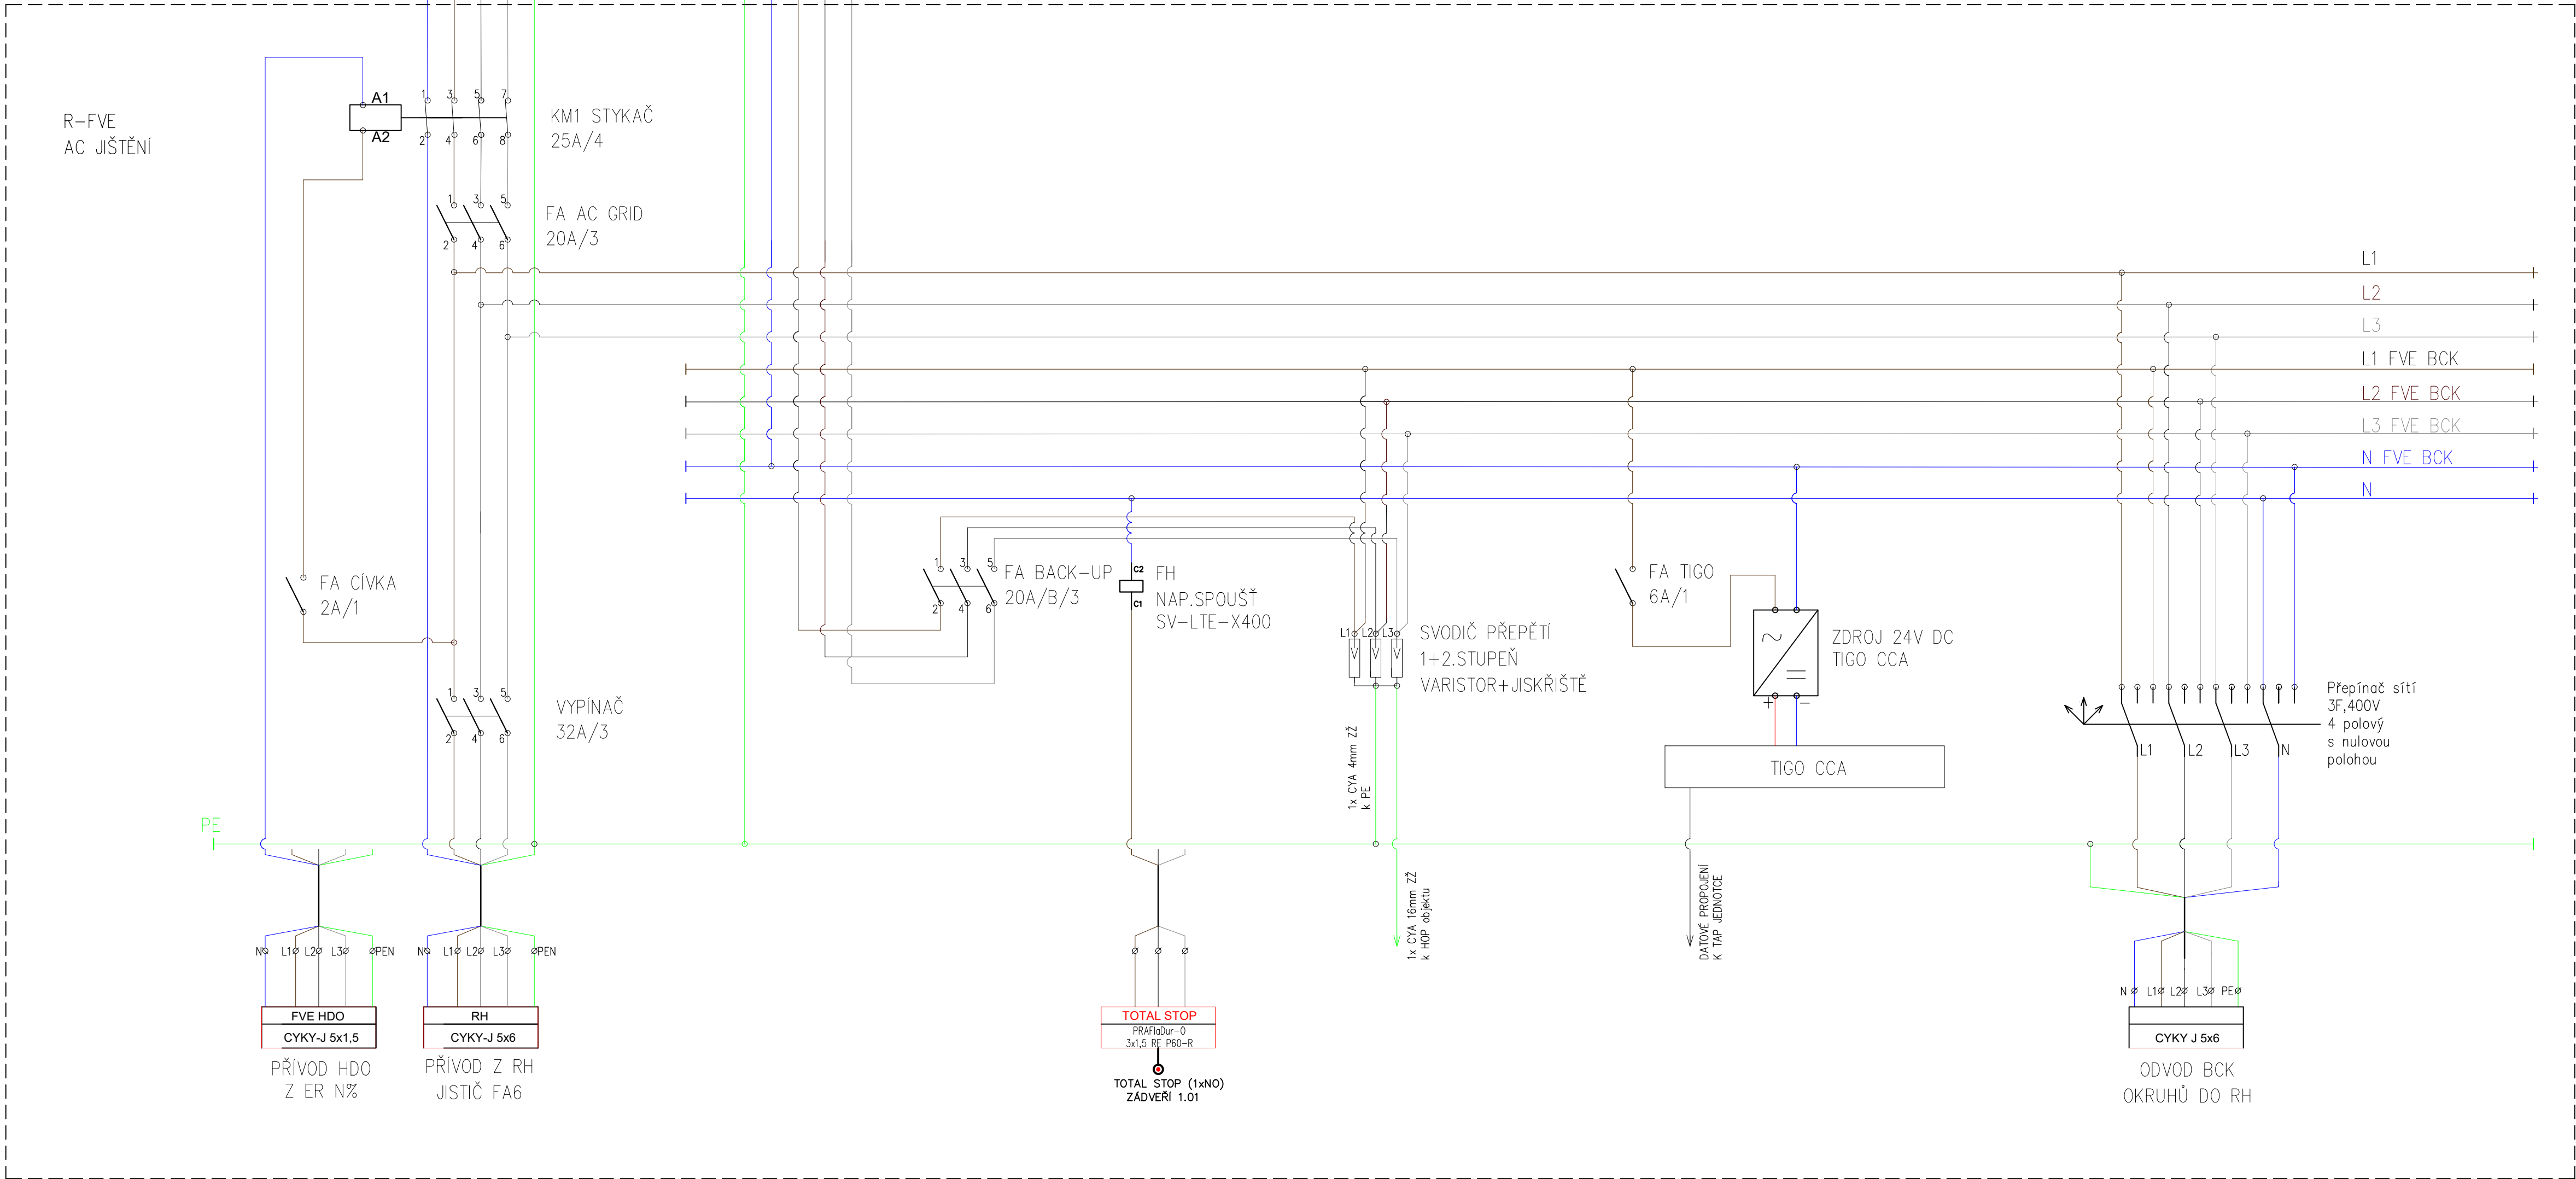 R-FVE
AC JIŠTĚNÍ
A1
A2
1
3
5
7
2
4
6
8
KM1 STYKAČ
25A/4
1
3
5
2
4
6
FA AC GRID
20A/3
L1
L2
L3
L1 FVE BCK
L2 FVE BCK
L3 FVE BCK
N FVE BCK
N
FA CÍVKA
2A/1
1
3
5
2
4
6
FA BACK-UP
20A/B/3
C2
C1
FH
NAP.SPOUŠŤ
SV-LTE-X400
L1
L2
L3
SVODIČ PŘEPĚTÍ
1+2.STUPEŇ
VARISTOR+JISKŘIŠTĚ
FA TIGO
6A/1
ZDROJ 24V DC
TIGO CCA
+
-
TIGO CCA
1
3
5
2
4
6
VYPÍNAČ
32A/3
1x CYA 4mm ZŽ
k PE
Přepínač sítí
3F,400V
4 polový
s nulovou
polohou
L1
L2
L3
N
PE
1x CYA 16mm ZŽ
k HOP objektu
DATOVÉ PROPOJENÍ
K TAP JEDNOTCE
N
L1
L2
L3
PEN
FVE HDO
CYKY-J 5x1,5
PŘÍVOD HDO
Z ER N%
N
L1
L2
L3
PEN
RH
CYKY-J 5x6
PŘÍVOD Z RH
JISTIČ FA6
TOTAL STOP
PRAFlaDur-O
3x1,5 RE P60-R
TOTAL STOP (1xNO)
ZÁDVEŘÍ 1.01
N
L1
L2
L3
PE
CYKY J 5x6
ODVOD BCK
OKRUHŮ DO RH